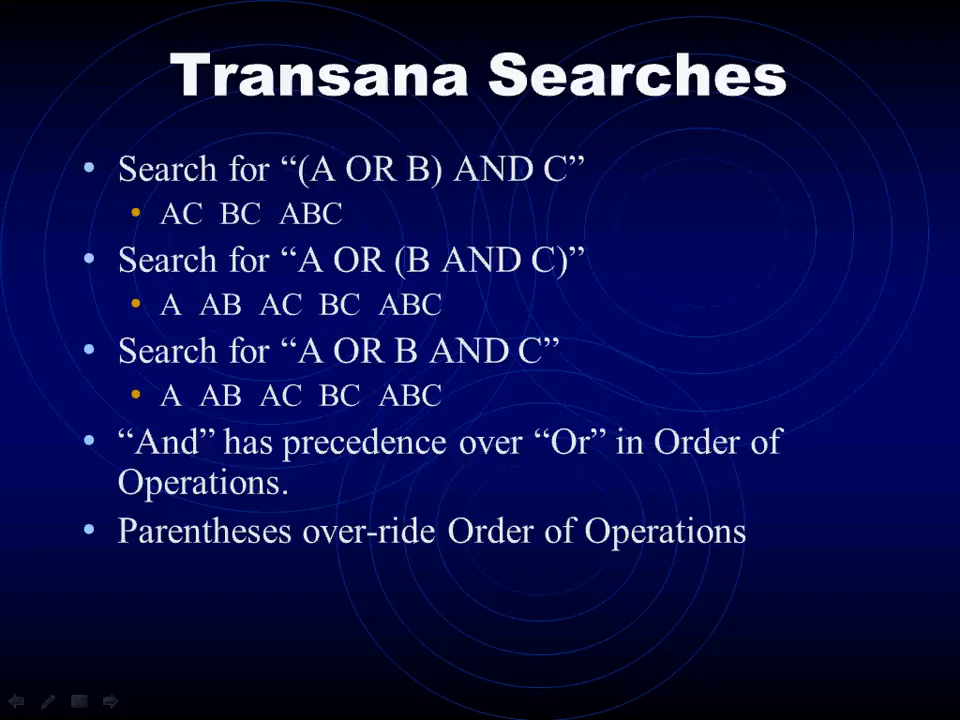 Transana Searches
• Search for “(A OR B) AND C”
• AC BC ABC
• Search for “A OR (B AND C)”
• A AB AC BC ABC
• Search for “A OR B AND C”
• A AB AC BC ABC
• “And” has precedence over “Or” in Order of
Operations.
• Parentheses over-ride Order of Operations